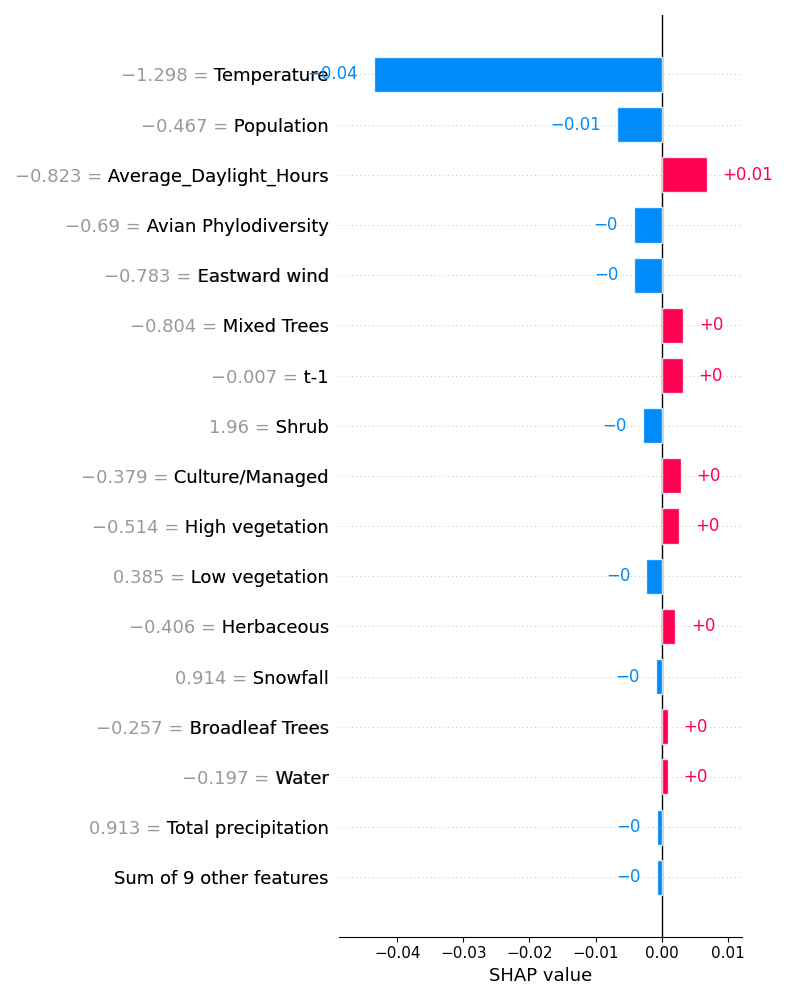 −1.298 = Temperature −0.04
−0.467 = Population −0.01
−0.823 = Average_Daylight_Hours +0.01
−0.69 = Avian Phylodiversity −0
−0.783 = Eastward wind −0
−0.804 = Mixed Trees +0
−0.007 = t-1 +0
1.96 = Shrub −0
−0.379 = Culture/Managed +0
−0.514 = High vegetation +0
0.385 = Low vegetation −0
−0.406 = Herbaceous +0
0.914 = Snowfall −0
−0.257 = Broadleaf Trees +0
−0.197 = Water +0
0.913 = Total precipitation −0
Sum of 9 other features −0
−0.04 −0.03 −0.02 −0.01 0.00 0.01
SHAP value